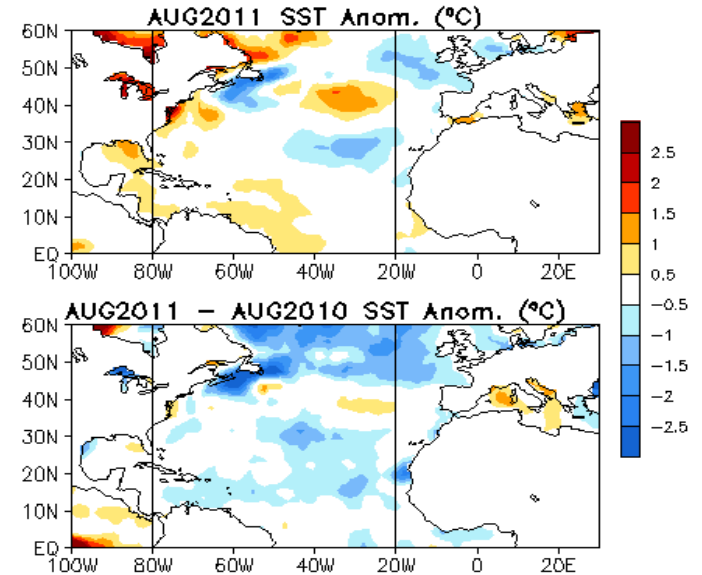 AUG2011 SST Anom. (ºC)
60N
50N
40N
30N
20N
10N
EQ
100W 80W 60W 40W 20W 0 20E
AUG2011 – AUG2010 SST Anom. (ºC)
60N
50N
40N
30N
20N
10N
EQ
100W 80W 60W 40W 20W 0 20E
2.5
2
1.5
1
0.5
−0.5
−1
−1.5
−2
−2.5